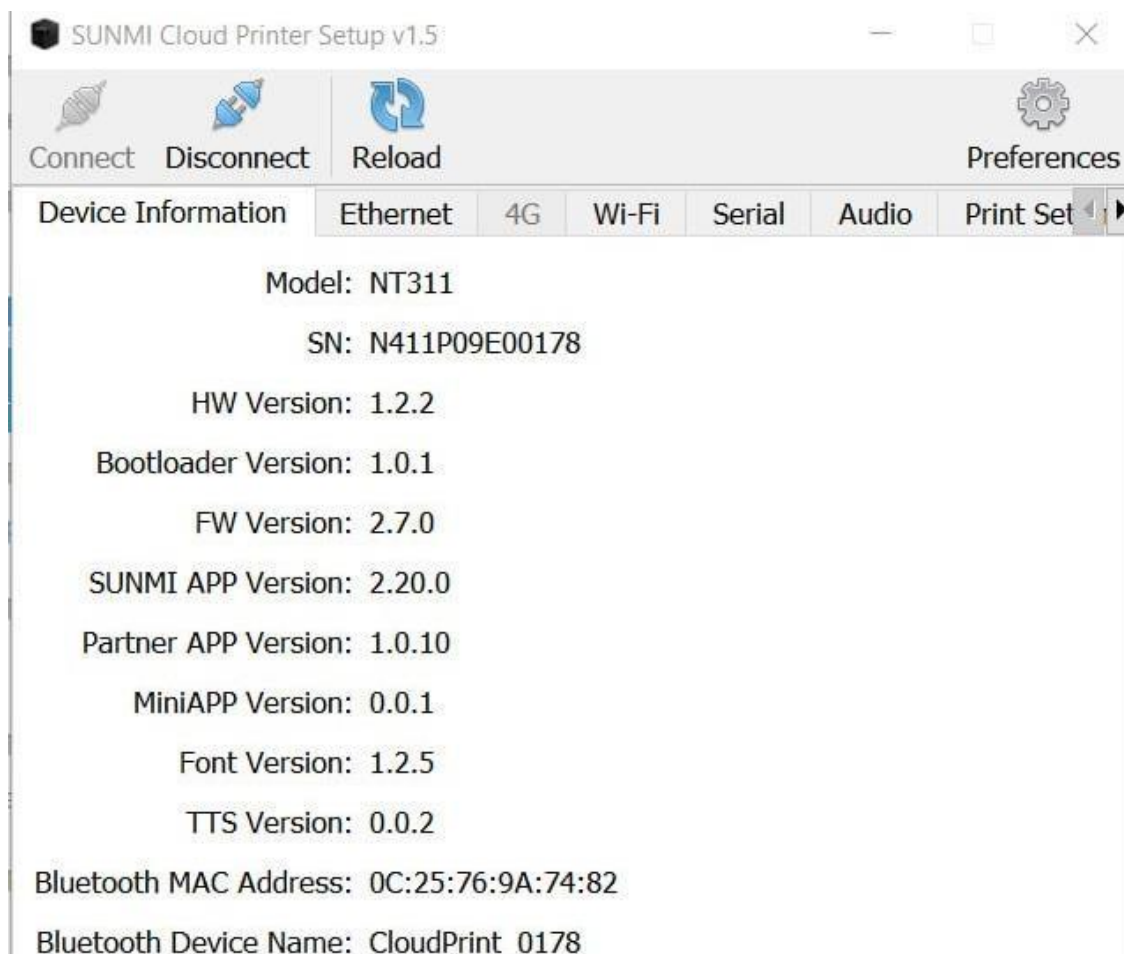 SUNMI Cloud Printer Setup v1.5
Connect Disconnect Reload Preferences
Device Information Ethernet 4G Wi-Fi Serial Audio Print Set
Model: NT311
SN: N411P09E00178
HW Version: 1.2.2
Bootloader Version: 1.0.1
FW Version: 2.7.0
SUNMI APP Version: 2.20.0
Partner APP Version: 1.0.10
MiniAPP Version: 0.0.1
Font Version: 1.2.5
TTS Version: 0.0.2
Bluetooth MAC Address: 0C:25:76:9A:74:82
Bluetooth Device Name: CloudPrint_0178